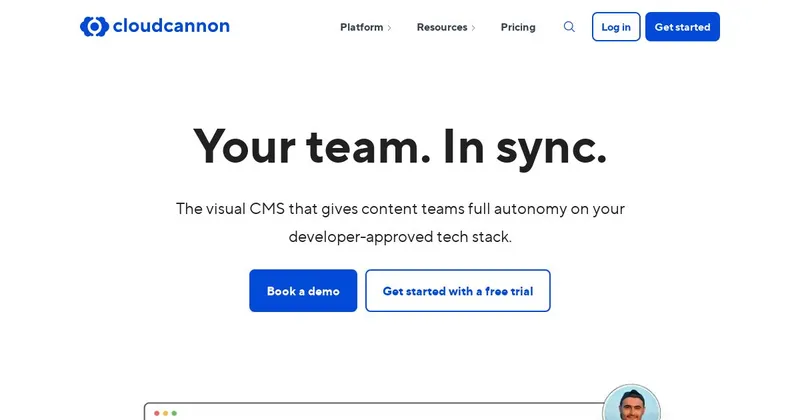 cloudcannon
Platform
Resources
Pricing
Log in
Get started
Your team. In sync.
The visual CMS that gives content teams full autonomy on your
developer-approved tech stack.
Book a demo
Get started with a free trial